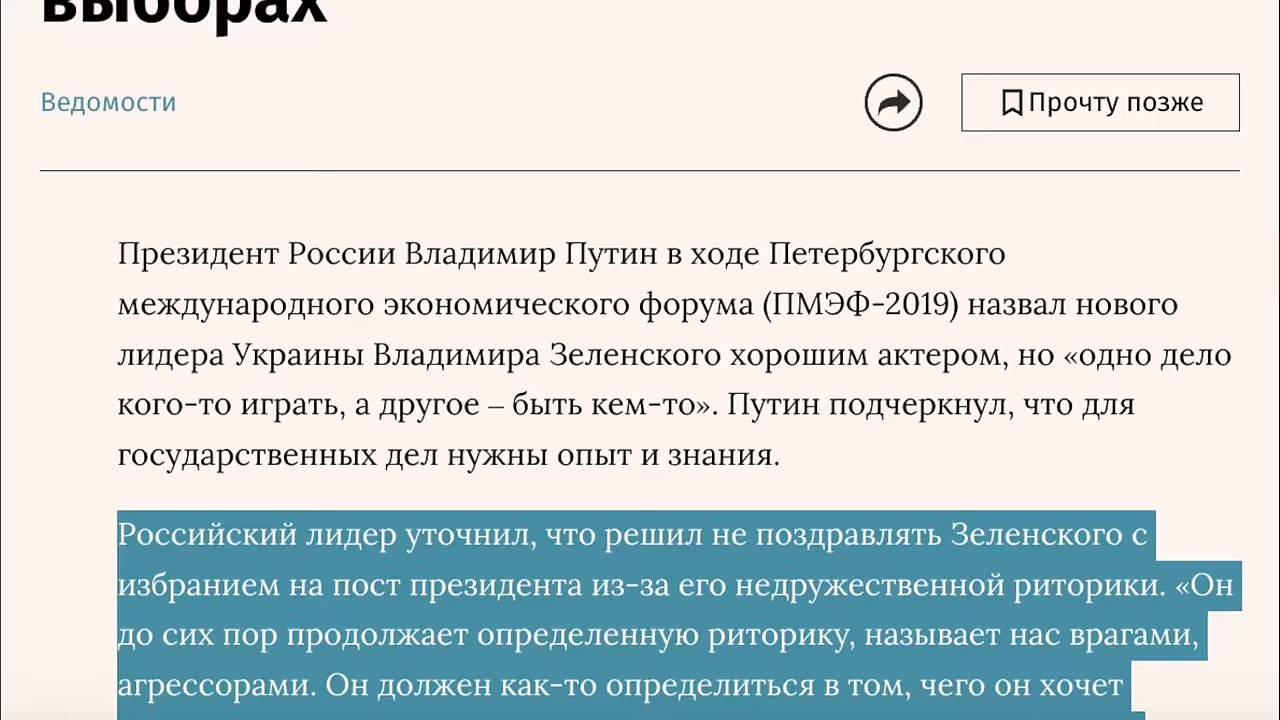 выборах
Ведомости
Прочту позже
Президент России Владимир Путин в ходе Петербургского
международного экономического форума (ПМЭФ-2019) назвал нового
лидера Украины Владимира Зеленского хорошим актером, но «одно дело
кого-то играть, а другое – быть кем-то». Путин подчеркнул, что для
государственных дел нужны опыт и знания.
Российский лидер уточнил, что решил не поздравлять Зеленского с
избранием на пост президента из-за его недружественной риторики. «Он
до сих пор продолжает определенную риторику, называет нас врагами,
агрессорами. Он должен как-то определиться в том, чего он хочет